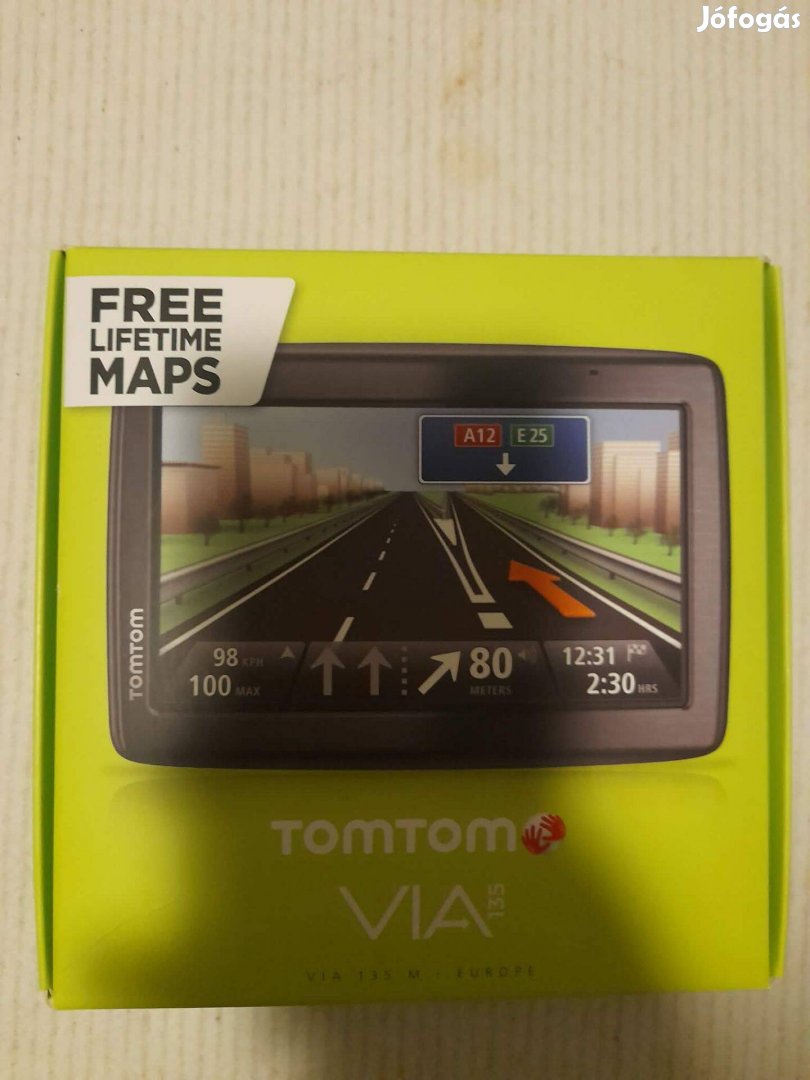 Jófogás
FREE
LIFETIME
MAPS
A12 E 25
TOMTOM
98 KPH
100 MAX
80
METERS
12:31
2:30 HRS
TOMTOM
VIA 135
VIA 135 M - EUROPE